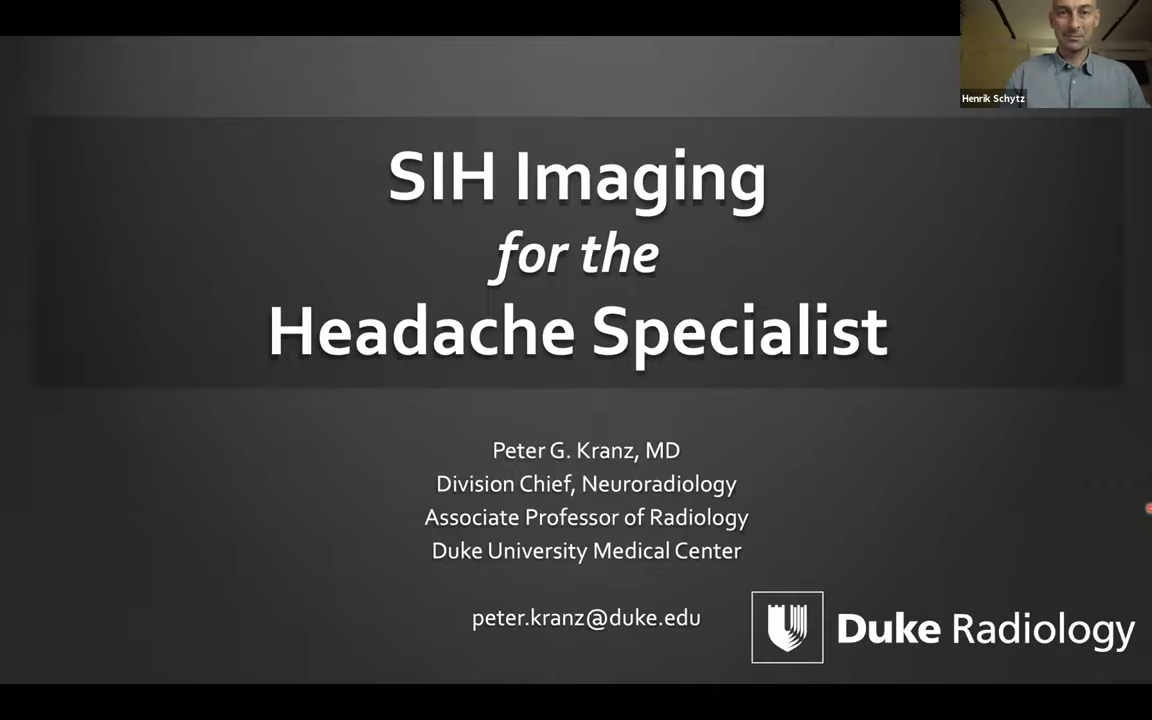 Henrik Schytz
SIH Imaging
for the
Headache Specialist
Peter G. Kranz, MD
Division Chief, Neuroradiology
Associate Professor of Radiology
Duke University Medical Center
peter.kranz@duke.edu
Duke Radiology